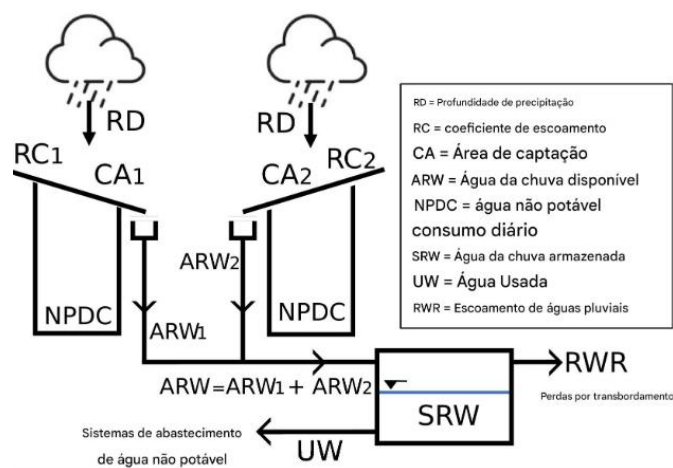 RD
RD
RC1
CA1
CA2
RC2
ARW2
NPDC
NPDC
ARW1
ARW=ARW1 + ARW2
RWR
Perdas por transbordamento
SRW
UW
Sistemas de abastecimento
de água não potável
RD = Profundidade de precipitação
RC = coeficiente de escoamento
CA = Área de captação
ARW = Água da chuva disponível
NPDC = água não potável
consumo diário
SRW = Água da chuva armazenada
UW = Água Usada
RWR = Escoamento de águas pluviais